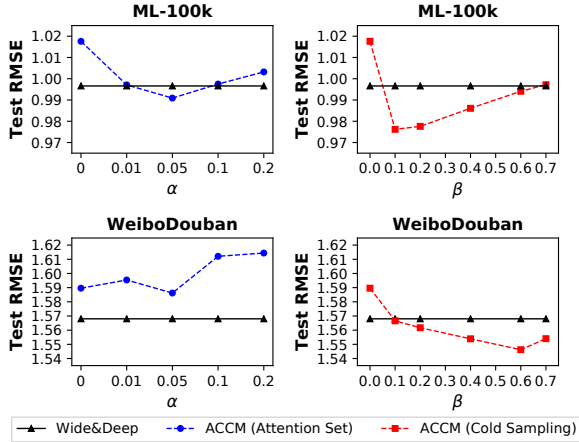 ML-100k
ML-100k
Test RMSE
1.02
1.01
1.00
0.99
0.98
0.97
0 0.01 0.05 0.1 0.2
α
Test RMSE
1.02
1.01
1.00
0.99
0.98
0.97
0.0 0.1 0.2 0.3 0.4 0.5 0.6 0.7
β
WeiboDouban
WeiboDouban
Test RMSE
1.62
1.61
1.60
1.59
1.58
1.57
1.56
1.55
1.54
0 0.01 0.05 0.1 0.2
α
Test RMSE
1.62
1.61
1.60
1.59
1.58
1.57
1.56
1.55
1.54
0.0 0.1 0.2 0.3 0.4 0.5 0.6 0.7
β
Wide&Deep ACCM (Attention Set) ACCM (Cold Sampling)